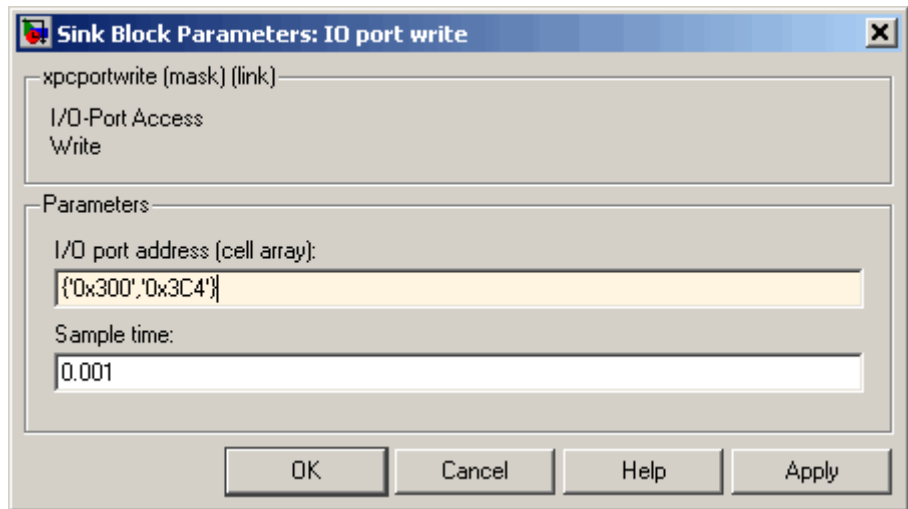 Sink Block Parameters: IO port write
xpcportwrite (mask) (link)
I/O-Port Access
Write
Parameters
I/O port address (cell array):
{'0x300','0x3C4'}
Sample time:
0.001
OK Cancel Help Apply